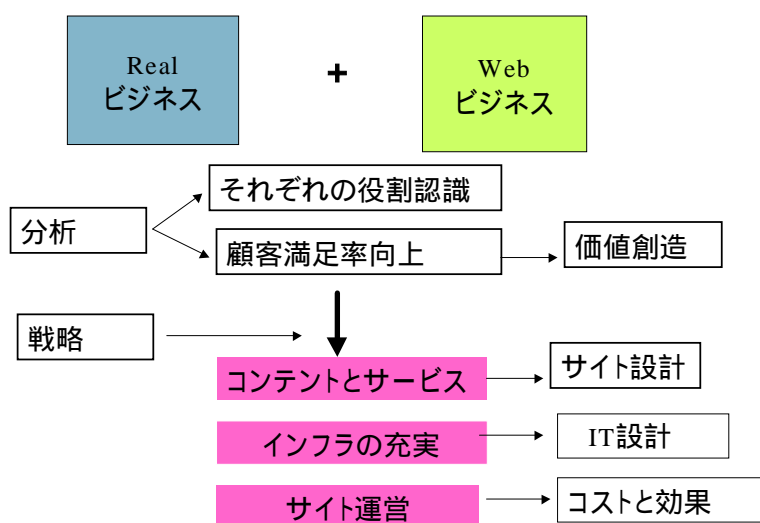 Real
ビジネス
+
Web
ビジネス
それぞれの役割認識
分析
顧客満足率向上
価値創造
戦略
コンテントとサービス
サイト設計
インフラの充実
IT設計
サイト運営
コストと効果